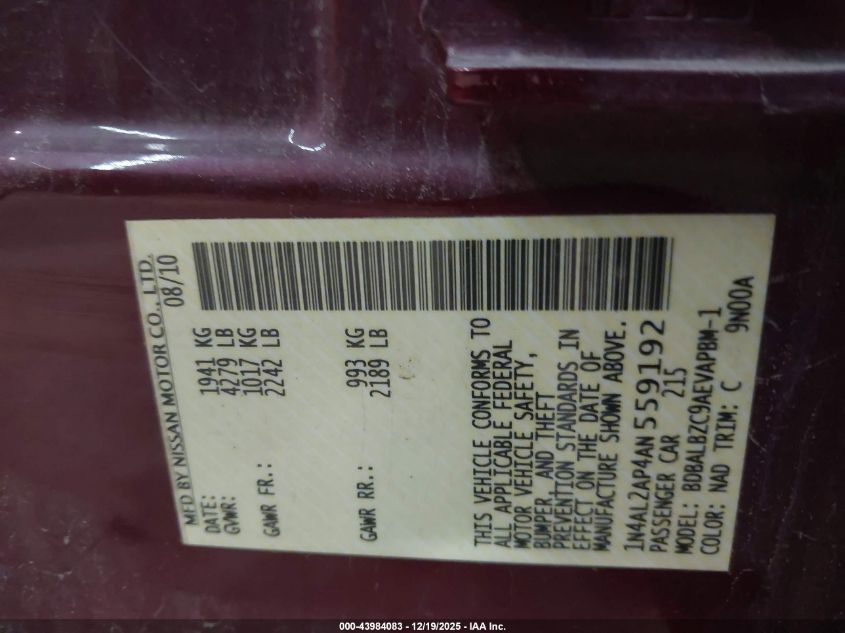 MFD BY NISSAN MOTOR CO., LTD.
DATE: 08/10
GVWR: 1941 KG
4279 LB
GAWR FR.: 1017 KG
2242 LB
GAWR RR.: 993 KG
2189 LB
THIS VEHICLE CONFORMS TO
ALL APPLICABLE FEDERAL
MOTOR VEHICLE SAFETY,
BUMPER, AND THEFT
PREVENTION STANDARDS IN
EFFECT ON THE DATE OF
MANUFACTURE SHOWN ABOVE.
1N4AL2AP4AN559192
PASSENGER CAR 215
MODEL: BDBALBZC9AEVAPBM-1
COLOR: NAD TRIM: C 9N00A
000-43984083 - 12/19/2025 - IAA Inc.